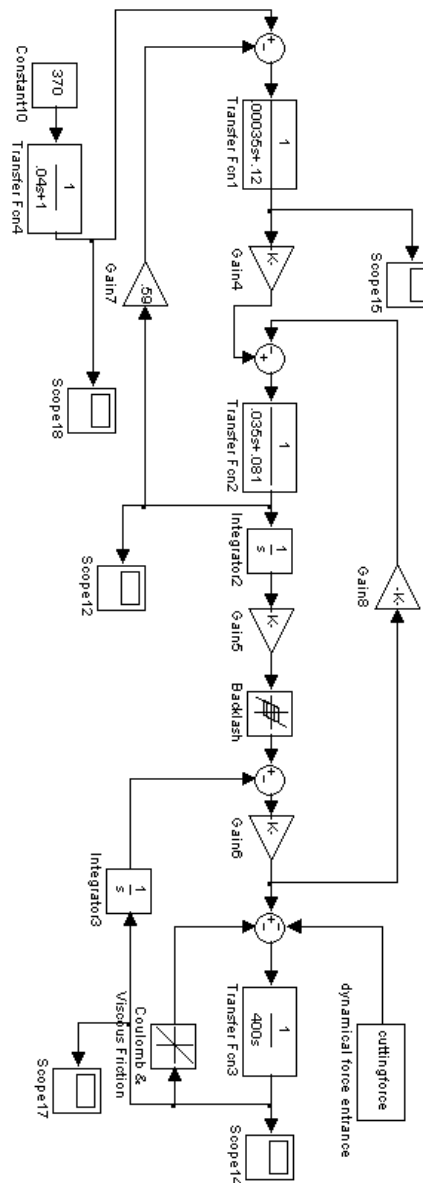 370
Constant10
1
.04s+1
Transfer Fcn4
Scope18
1
.00035s+.12
Transfer Fcn1
Scope15
-K-
Gain4
.59
Gain7
1
.035s+.081
Transfer Fcn2
Scope12
1
s
Integrator2
-K-
Gain5
Backlash
-K-
Gain8
-K-
Gain6
1
s
Integrator3
Coulomb &
Viscous Friction
1
400s
Transfer Fcn3
cuttingforce
dynamical force entrance
Scope17
Scope14